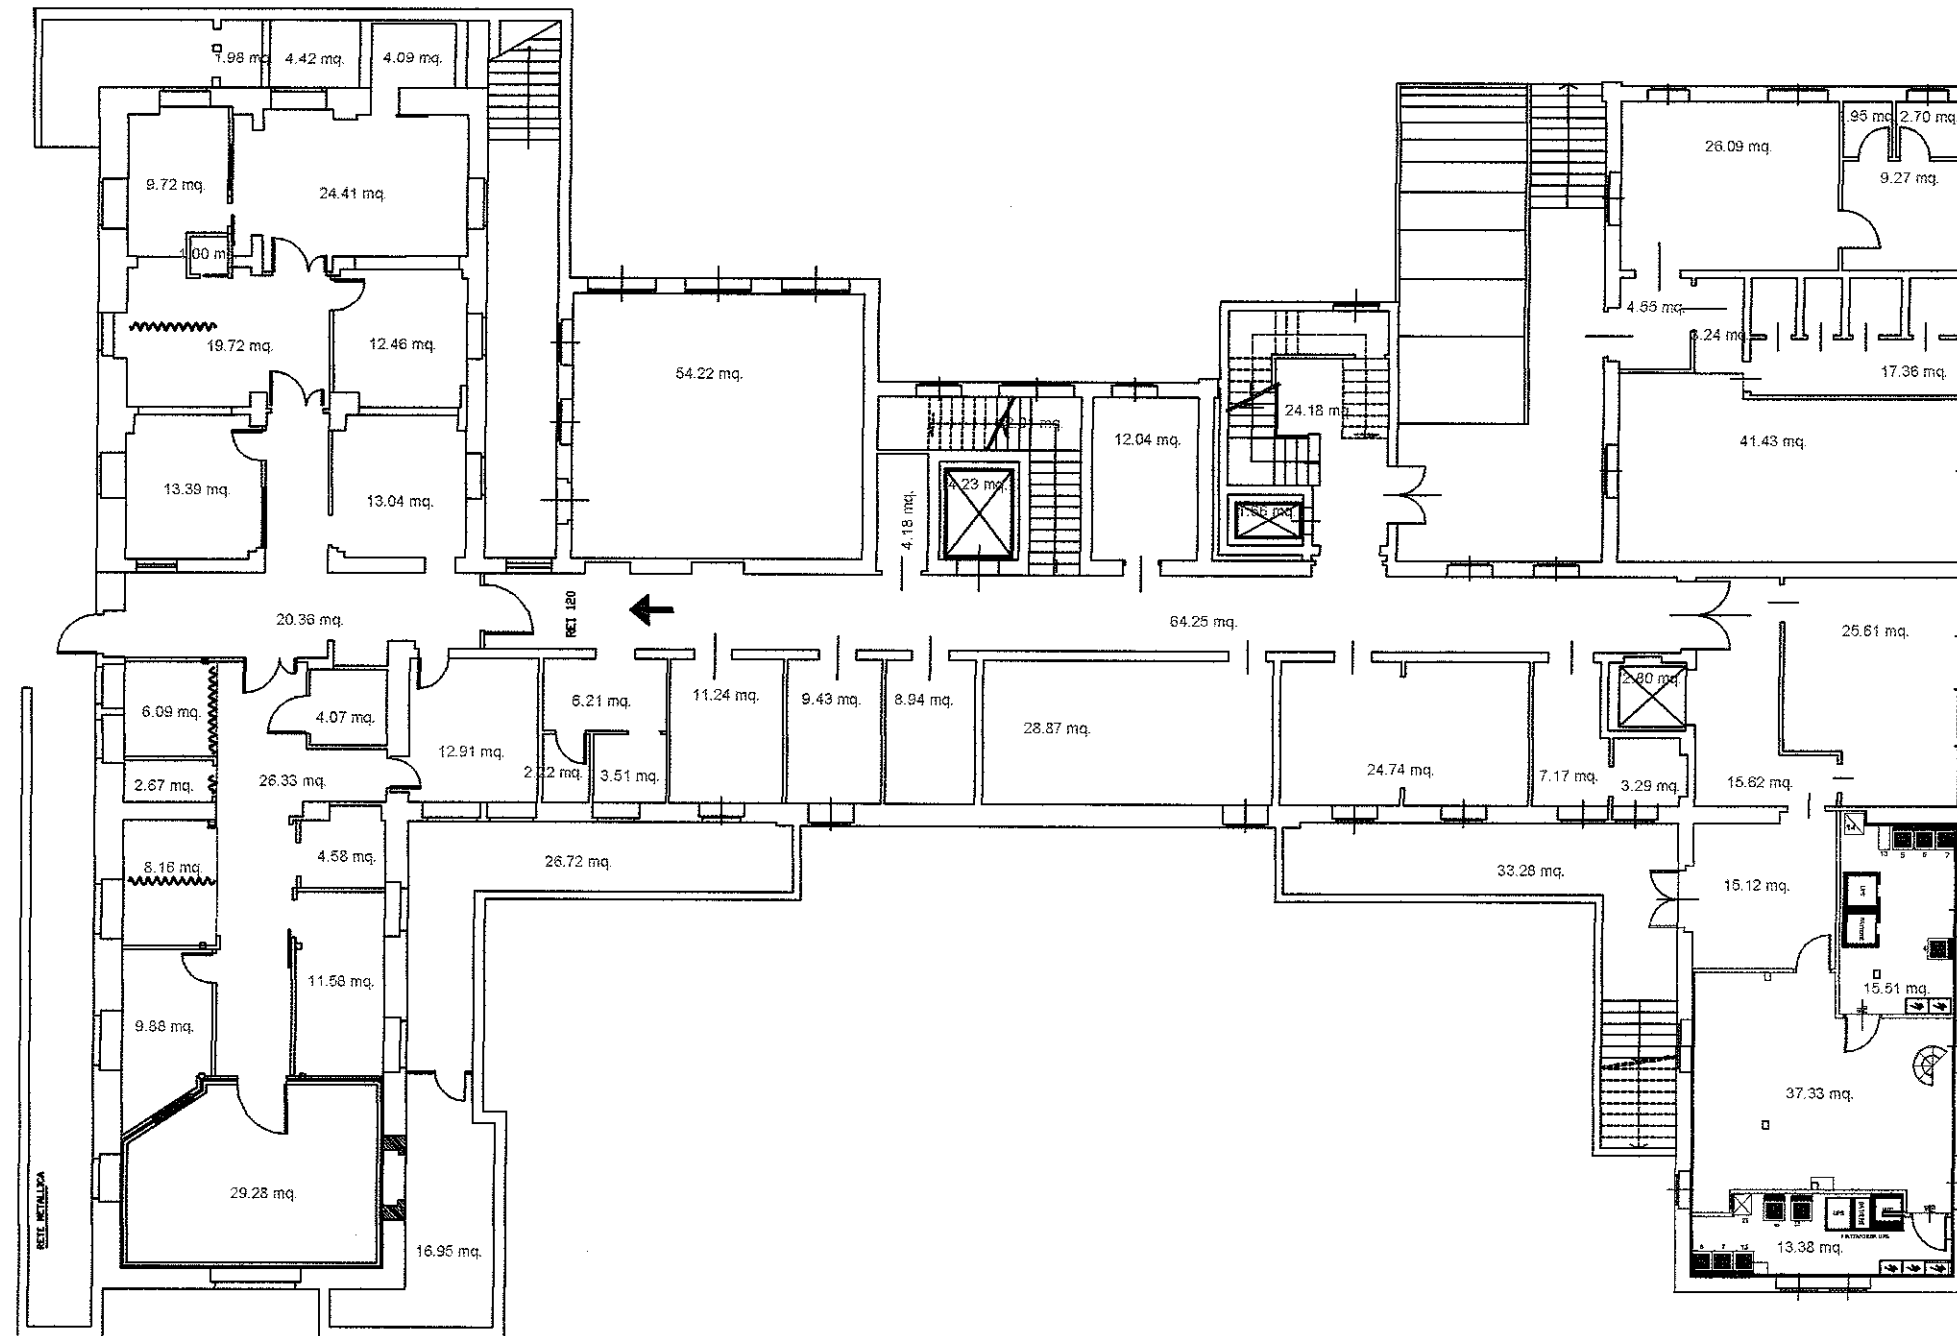 4.42 mq.
4.09 mq.
26.09 mq.
2.70 mq
9.72 mq.
24.41 mq.
9.27 mq.
19.72 mq.
12.46 mq.
4.55 mq.
17.36 mq.
54.22 mq.
24.18 mq.
12.04 mq.
41.43 mq.
13.39 mq.
13.04 mq.
4.23 mq.
4.18 mq.
REI 120
20.36 mq.
64.25 mq.
25.61 mq.
6.09 mq.
4.07 mq.
6.21 mq.
11.24 mq.
9.43 mq.
8.94 mq.
2.80 mq.
28.87 mq.
12.91 mq.
3.51 mq.
24.74 mq.
7.17 mq.
3.29 mq.
15.62 mq.
2.67 mq.
26.33 mq.
4.58 mq.
26.72 mq.
33.28 mq.
8.16 mq.
15.12 mq.
11.58 mq.
15.51 mq.
9.88 mq.
37.33 mq.
29.28 mq.
RETE METALLICA
16.95 mq.
13.38 mq.